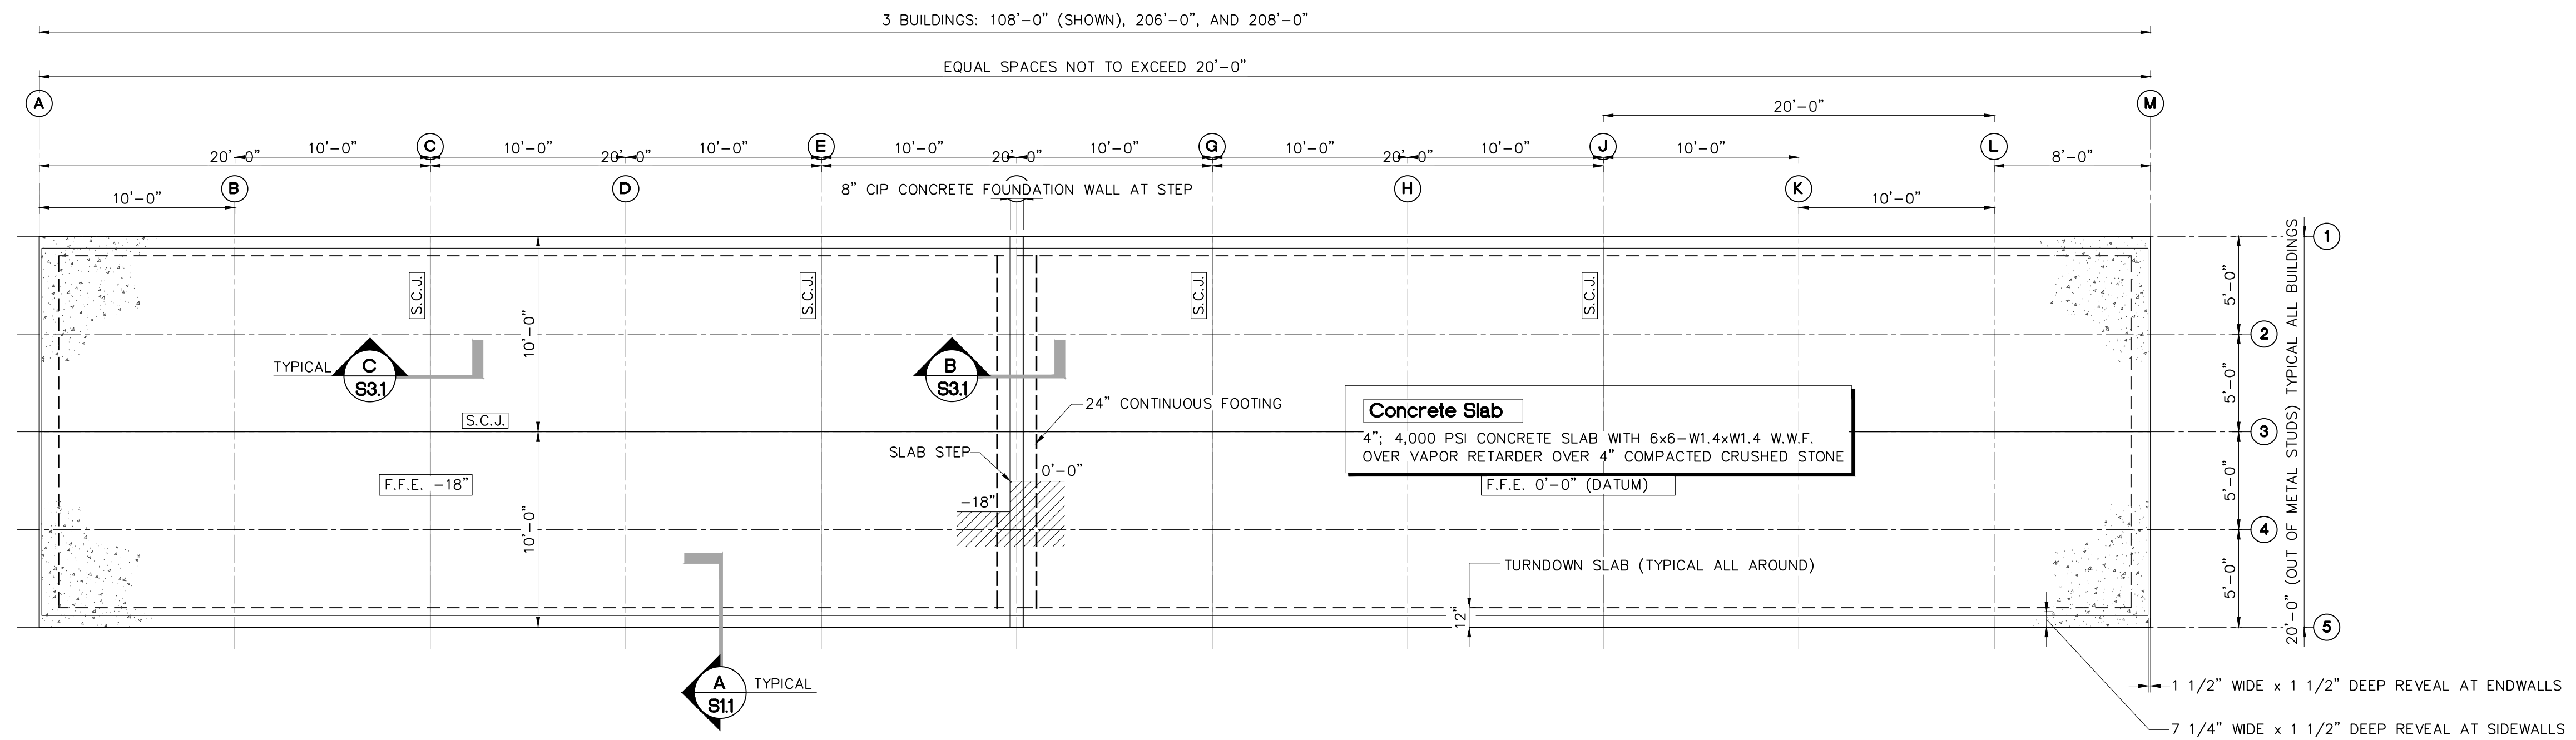 3 BUILDINGS: 108'-0" (SHOWN), 206'-0", AND 208'-0"
EQUAL SPACES NOT TO EXCEED 20'-0"
A
M
20'-0"
C
E
G
J
L
10'-0"
10'-0"
10'-0"
10'-0"
10'-0"
10'-0"
10'-0"
10'-0"
20'-0"
20'-0"
20'-0"
20'-0"
8'-0"
B
D
8" CIP CONCRETE FOUNDATION WALL AT STEP
H
K
10'-0"
10'-0"
1
2
3
4
5
5'-0"
5'-0"
5'-0"
5'-0"
20'-0" (OUT OF METAL STUDS) TYPICAL ALL BUILDINGS
S.C.J.
S.C.J.
S.C.J.
S.C.J.
10'-0"
10'-0"
TYPICAL
C
S3.1
B
S3.1
S.C.J.
24" CONTINUOUS FOOTING
Concrete Slab
4"; 4,000 PSI CONCRETE SLAB WITH 6x6-W1.4xW1.4 W.W.F.
OVER VAPOR RETARDER OVER 4" COMPACTED CRUSHED STONE
SLAB STEP
0'-0"
-18"
F.F.E. -18"
F.F.E. 0'-0" (DATUM)
TURNDOWN SLAB (TYPICAL ALL AROUND)
12"
A
S1.1
TYPICAL
1 1/2" WIDE x 1 1/2" DEEP REVEAL AT ENDWALLS
7 1/4" WIDE x 1 1/2" DEEP REVEAL AT SIDEWALLS